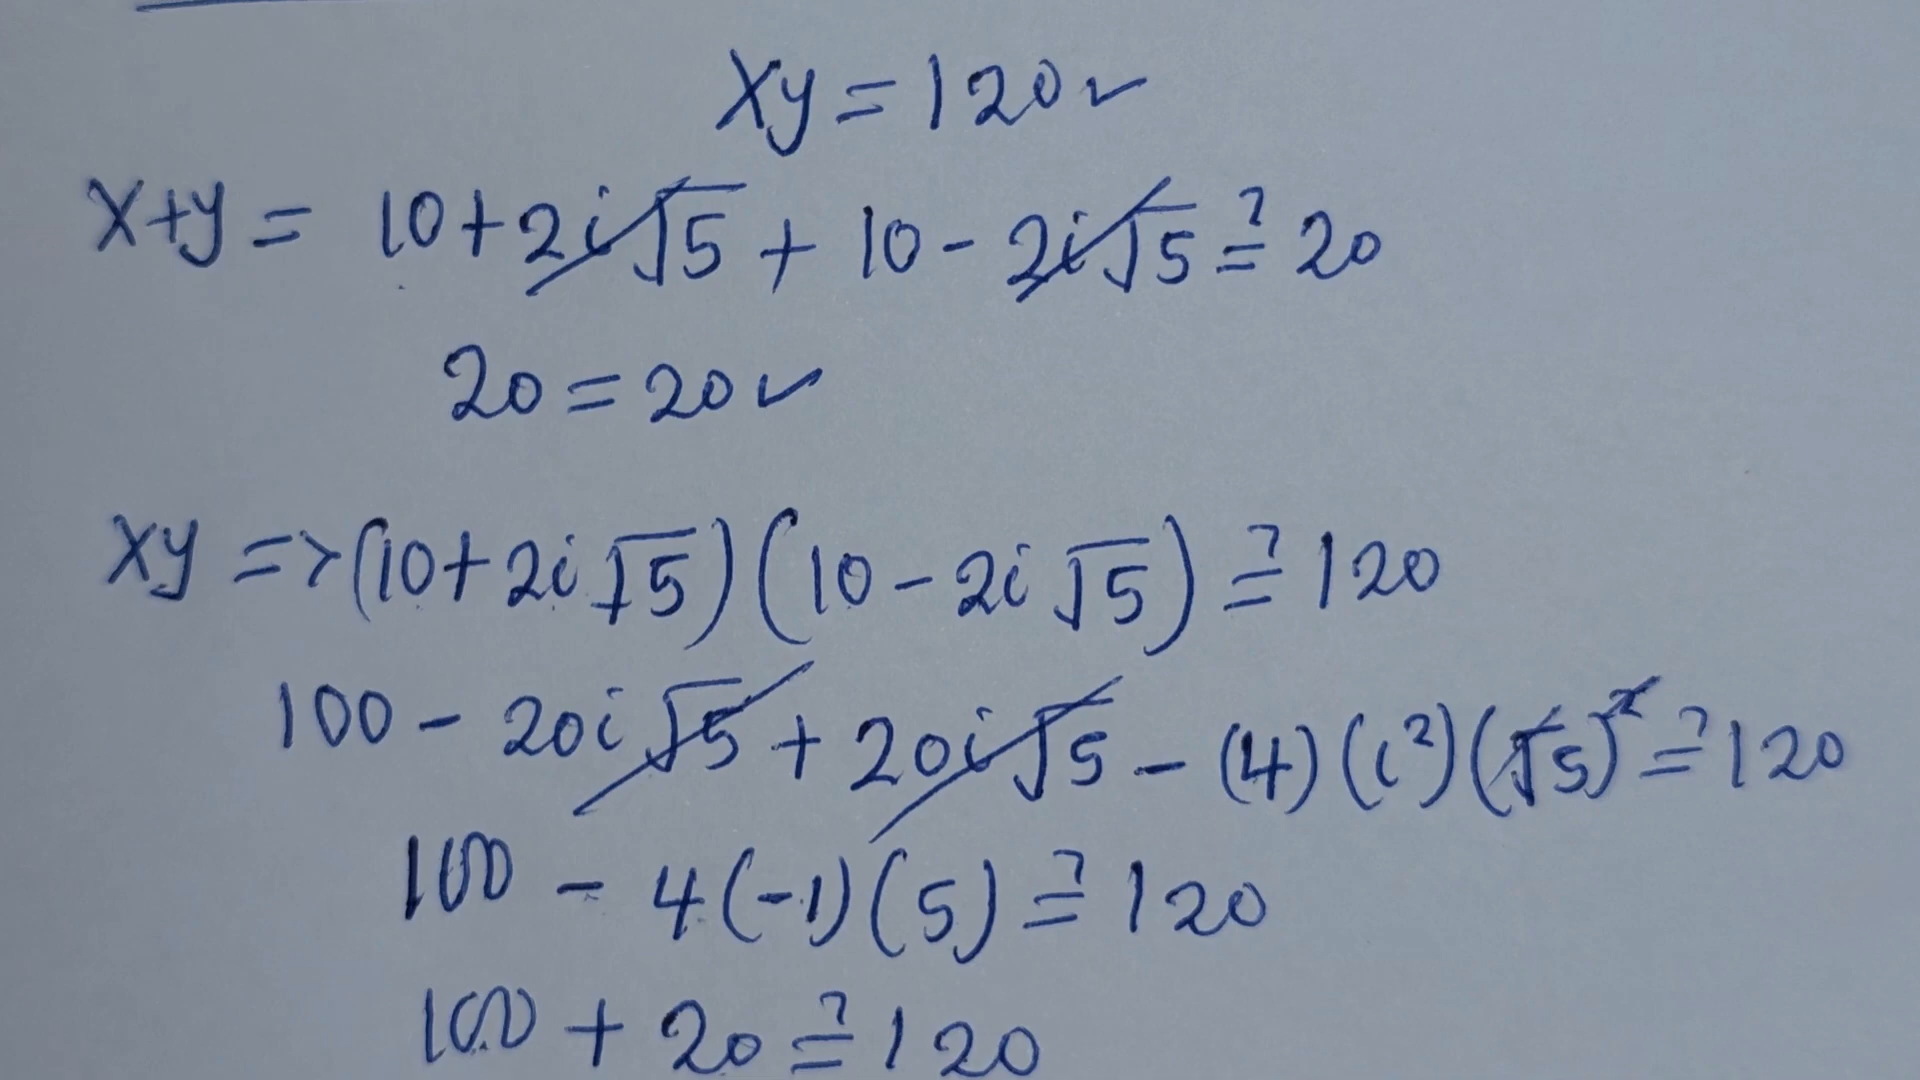 xy = 120 ✓
x+y = 10+2i√5 + 10 - 2i√5 ≟ 20
20 = 20 ✓
xy => (10+2i√5)(10-2i√5) ≟ 120
100 - 20i√5 + 20i√5 - (4)(i²)(√5)² ≟ 120
100 - 4(-1)(5) ≟ 120
100 + 20 ≟ 120